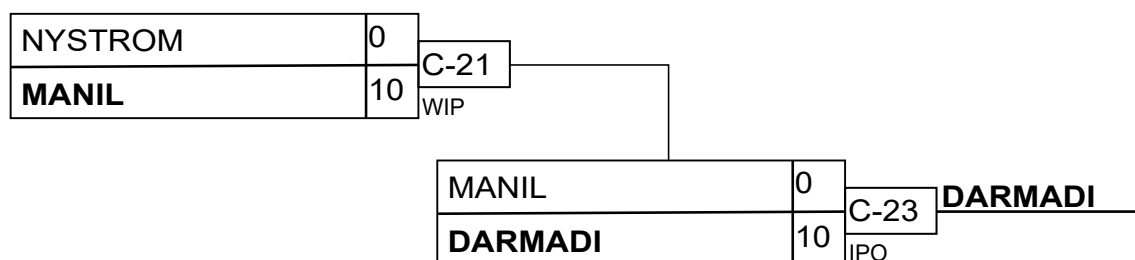 NYSTROM 0
C-21
MANIL 10
WIP
MANIL 0
C-23 DARMADI
DARMADI 10
IPO